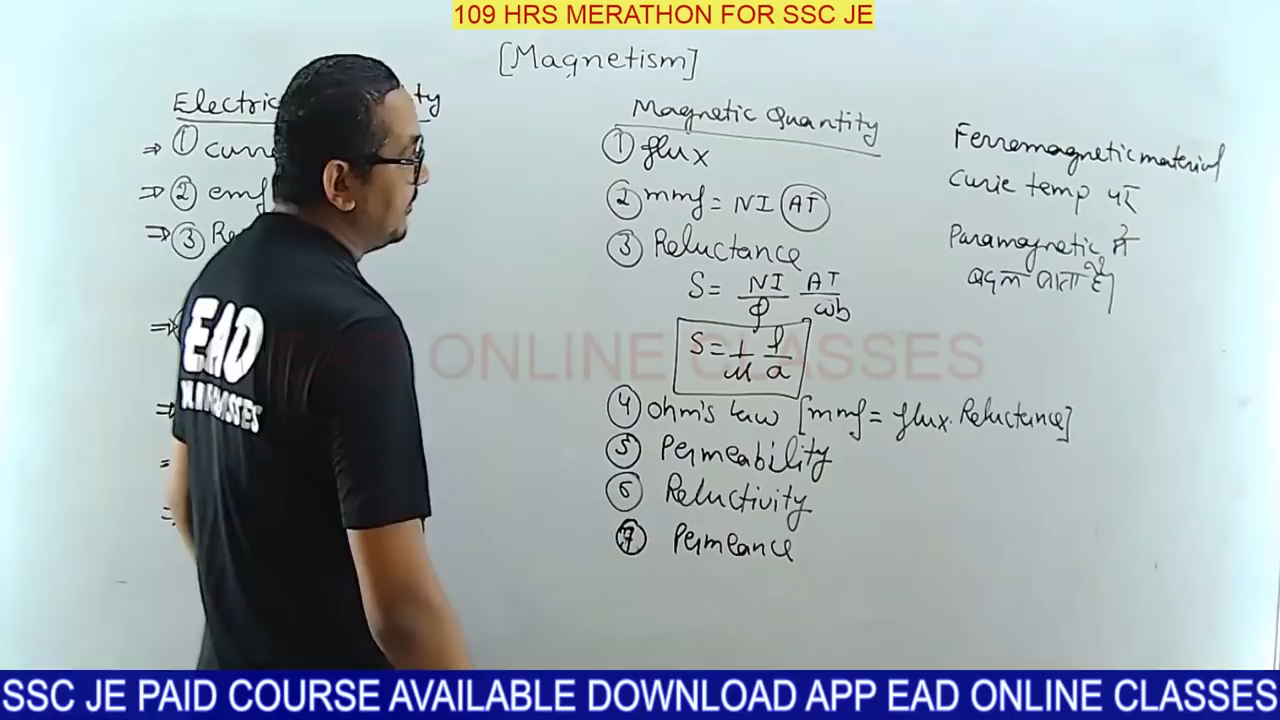 109 HRS MERATHON FOR SSC JE
[Magnetism]
Electric
⇒ ① curre
⇒ ② emf
⇒ ③ Re
Magnetic Quantity
① flux
② mmf = NI (AT)
③ Reluctance
S = NI/φ AT/wb
S = 1/μ l/a
④ ohm's law [mmf = flux. Reluctance]
⑤ Permeability
⑥ Reluctivity
⑦ Permeance
Ferromagnetic material
Curie temp पर
Paramagnetic में
बदल जाता है|
EAD
EAD ONLINE CLASSES
SSC JE PAID COURSE AVAILABLE DOWNLOAD APP EAD ONLINE CLASSES